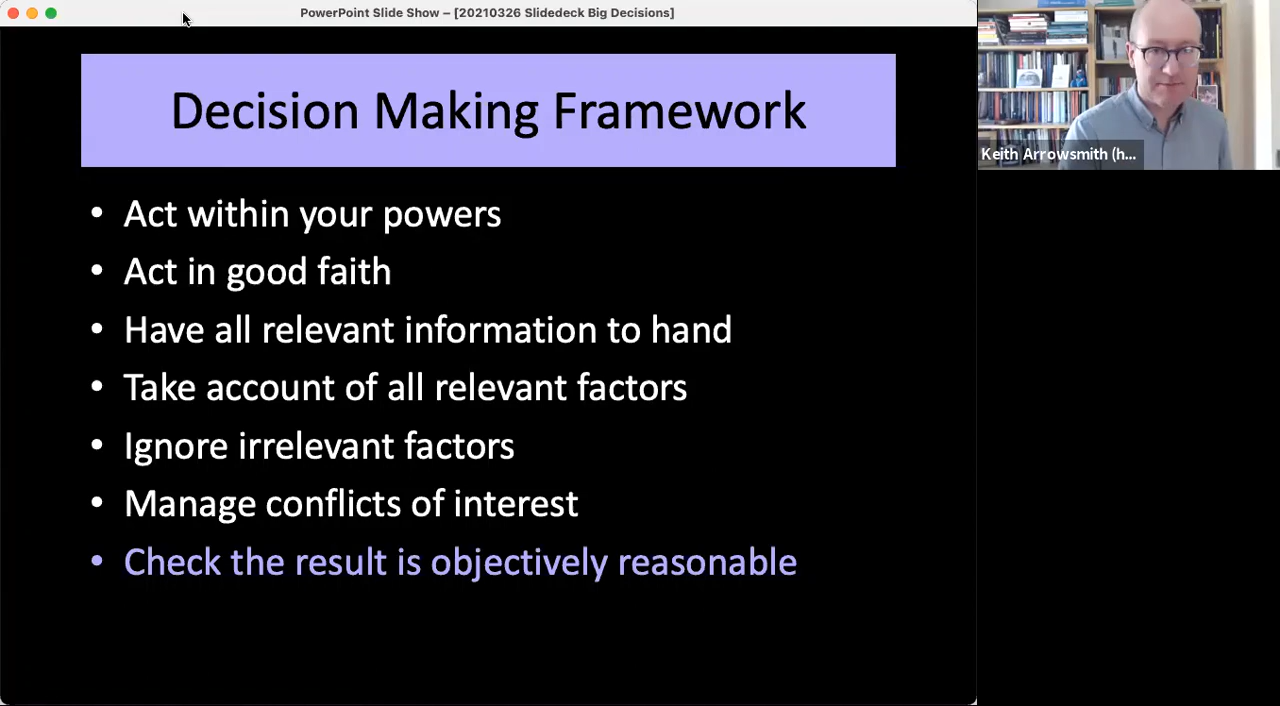 PowerPoint Slide Show – [20210326 Slidedeck Big Decisions]
Decision Making Framework
• Act within your powers
• Act in good faith
• Have all relevant information to hand
• Take account of all relevant factors
• Ignore irrelevant factors
• Manage conflicts of interest
• Check the result is objectively reasonable
Keith Arrowsmith (h...